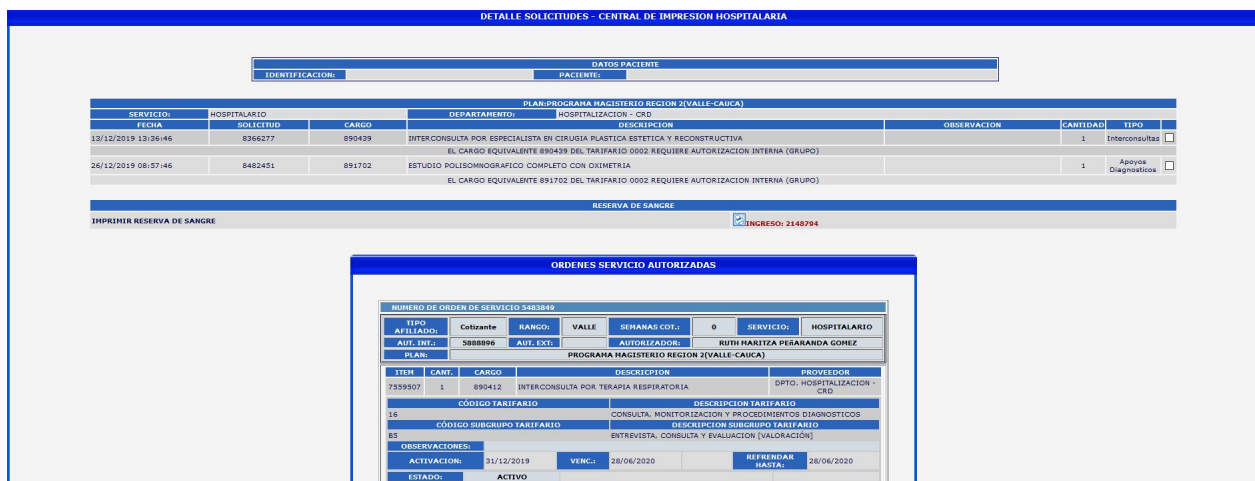 DETALLE SOLICITUDES - CENTRAL DE IMPRESION HOSPITALARIA
DATOS PACIENTE
IDENTIFICACION: PACIENTE:
PLAN:PROGRAMA MAGISTERIO REGION 2(VALLE-CAUCA)
SERVICIO: HOSPITALARIO DEPARTAMENTO: HOSPITALIZACION - CRD
FECHA SOLICITUD CARGO DESCRIPCION OBSERVACION CANTIDAD TIPO
13/12/2019 13:36:46 8366277 890439 INTERCONSULTA POR ESPECIALISTA EN CIRUGIA PLASTICA ESTETICA Y RECONSTRUCTIVA 1 Interconsultas
EL CARGO EQUIVALENTE 890439 DEL TARIFARIO 0002 REQUIERE AUTORIZACION INTERNA (GRUPO)
26/12/2019 08:57:46 8482451 891702 ESTUDIO POLISOMNOGRAFICO COMPLETO CON OXIMETRIA 1 Apoyos Diagnosticos
EL CARGO EQUIVALENTE 891702 DEL TARIFARIO 0002 REQUIERE AUTORIZACION INTERNA (GRUPO)
RESERVA DE SANGRE
IMPRIMIR RESERVA DE SANGRE INGRESO: 2148794
ORDENES SERVICIO AUTORIZADAS
NUMERO DE ORDEN DE SERVICIO 5483849
TIPO AFILIADO: Cotizante RANGO: VALLE SEMANAS COT.: 0 SERVICIO: HOSPITALARIO
AUT. INT.: 5888896 AUT. EXT: AUTORIZADOR: RUTH MARITZA PEñARANDA GOMEZ
PLAN: PROGRAMA MAGISTERIO REGION 2(VALLE-CAUCA)
ITEM CANT. CARGO DESCRICPION PROVEEDOR
7559507 1 890412 INTERCONSULTA POR TERAPIA RESPIRATORIA DPTO. HOSPITALIZACION - CRD
CÓDIGO TARIFARIO DESCRIPCION TARIFARIO
16 CONSULTA, MONITORIZACION Y PROCEDIMIENTOS DIAGNOSTICOS
CÓDIGO SUBGRUPO TARIFARIO DESCRIPCION SUBGRUPO TARIFARIO
B5 ENTREVISTA, CONSULTA Y EVALUACION [VALORACIÓN]
OBSERVACIONES:
ACTIVACION: 31/12/2019 VENC.: 28/06/2020 REFRENDAR HASTA: 28/06/2020
ESTADO: ACTIVO